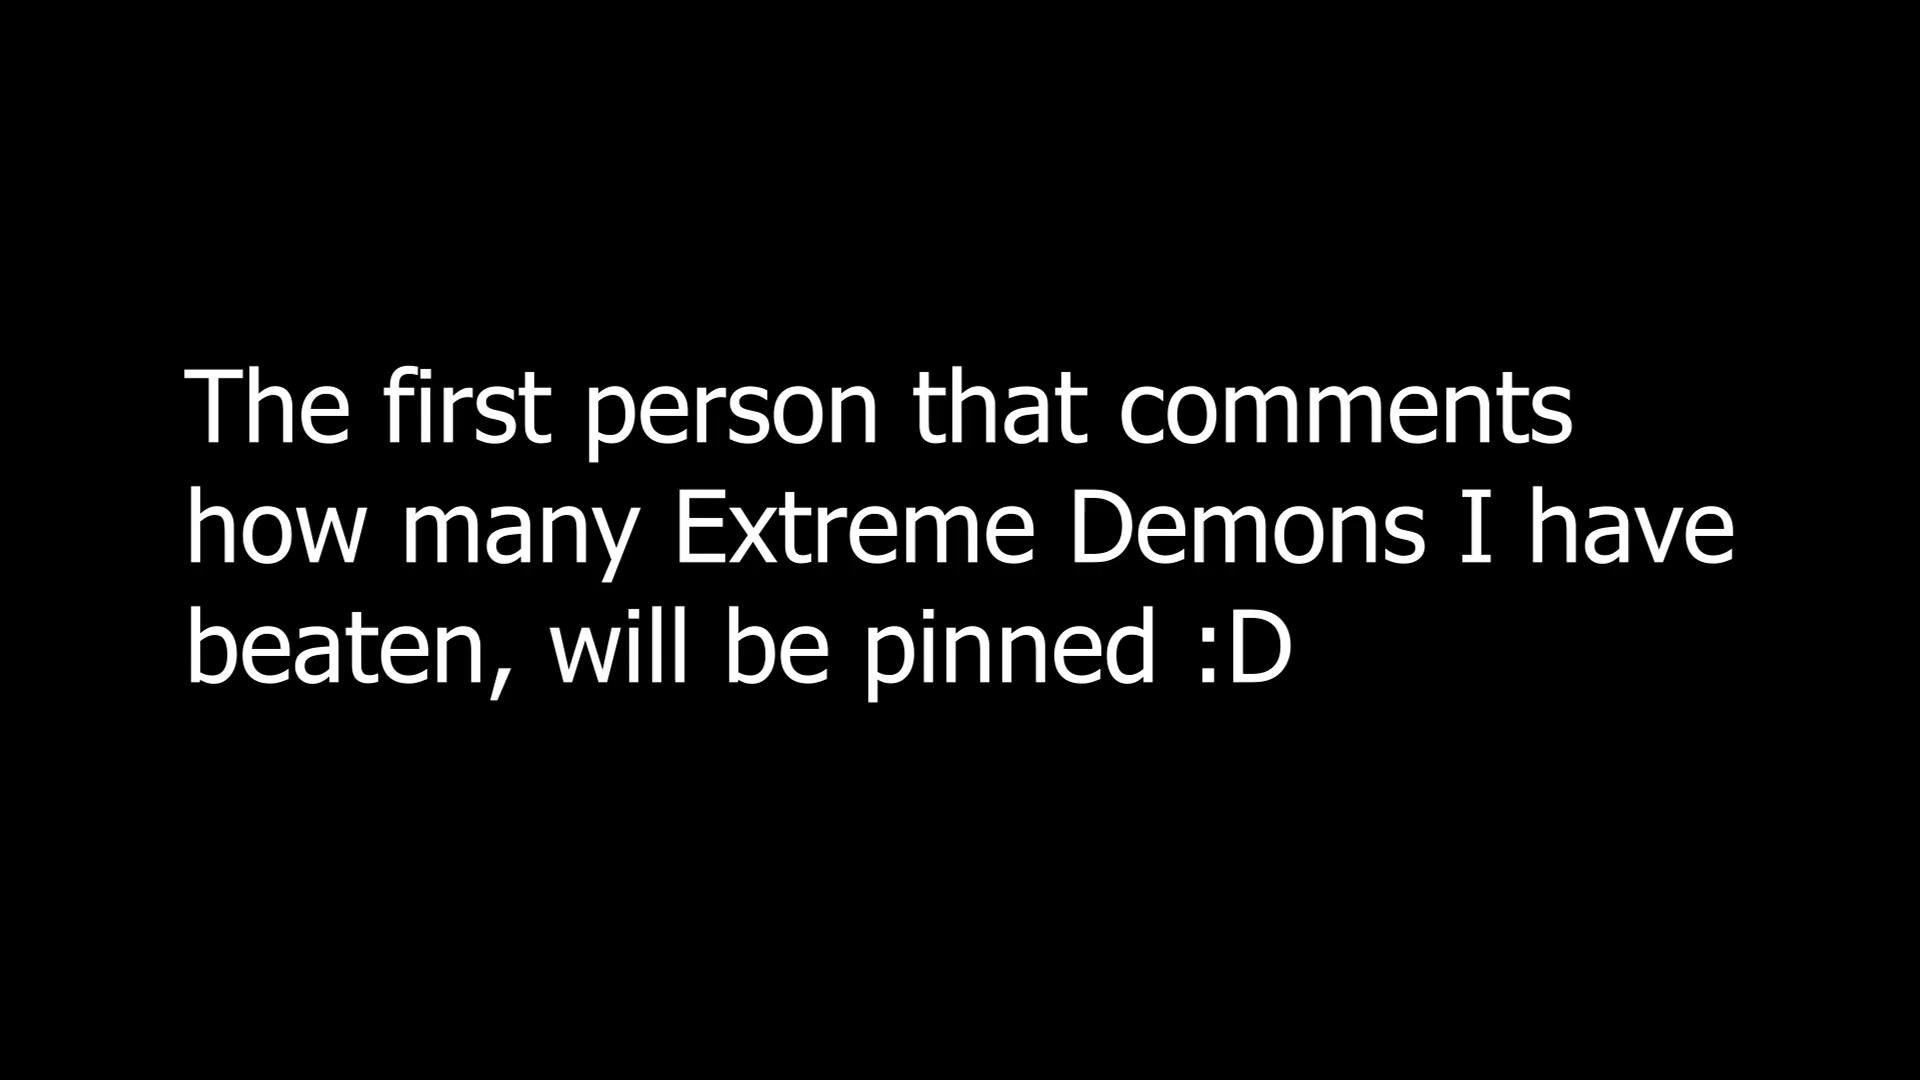 The first person that comments
how many Extreme Demons I have
beaten, will be pinned :D